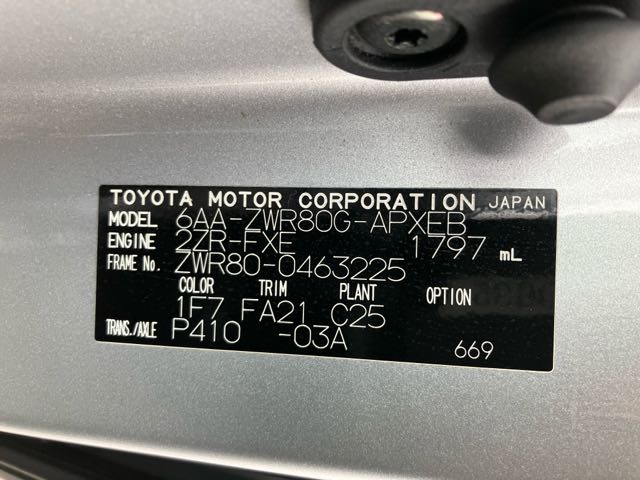 TOYOTA MOTOR CORPORATION JAPAN
MODEL 6AA-ZWR80G-APXEB
ENGINE 2ZR-FXE 1797 mL
FRAME No. ZWR80-0463225
COLOR TRIM PLANT OPTION
1F7 FA21 C25
TRANS./AXLE P410 -03A
669